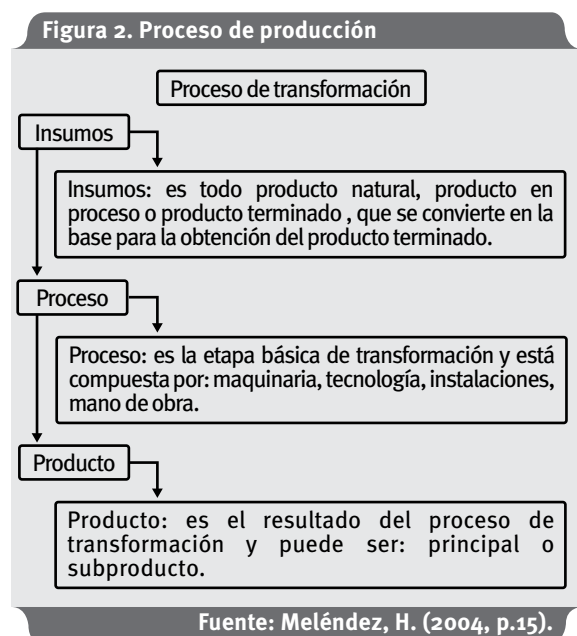 Figura 2. Proceso de producción
Proceso de transformación
Insumos
Insumos: es todo producto natural, producto en
proceso o producto terminado , que se convierte en la
base para la obtención del producto terminado.
Proceso
Proceso: es la etapa básica de transformación y está
compuesta por: maquinaria, tecnología, instalaciones,
mano de obra.
Producto
Producto: es el resultado del proceso de
transformación y puede ser: principal o
subproducto.
Fuente: Meléndez, H. (2004, p.15).